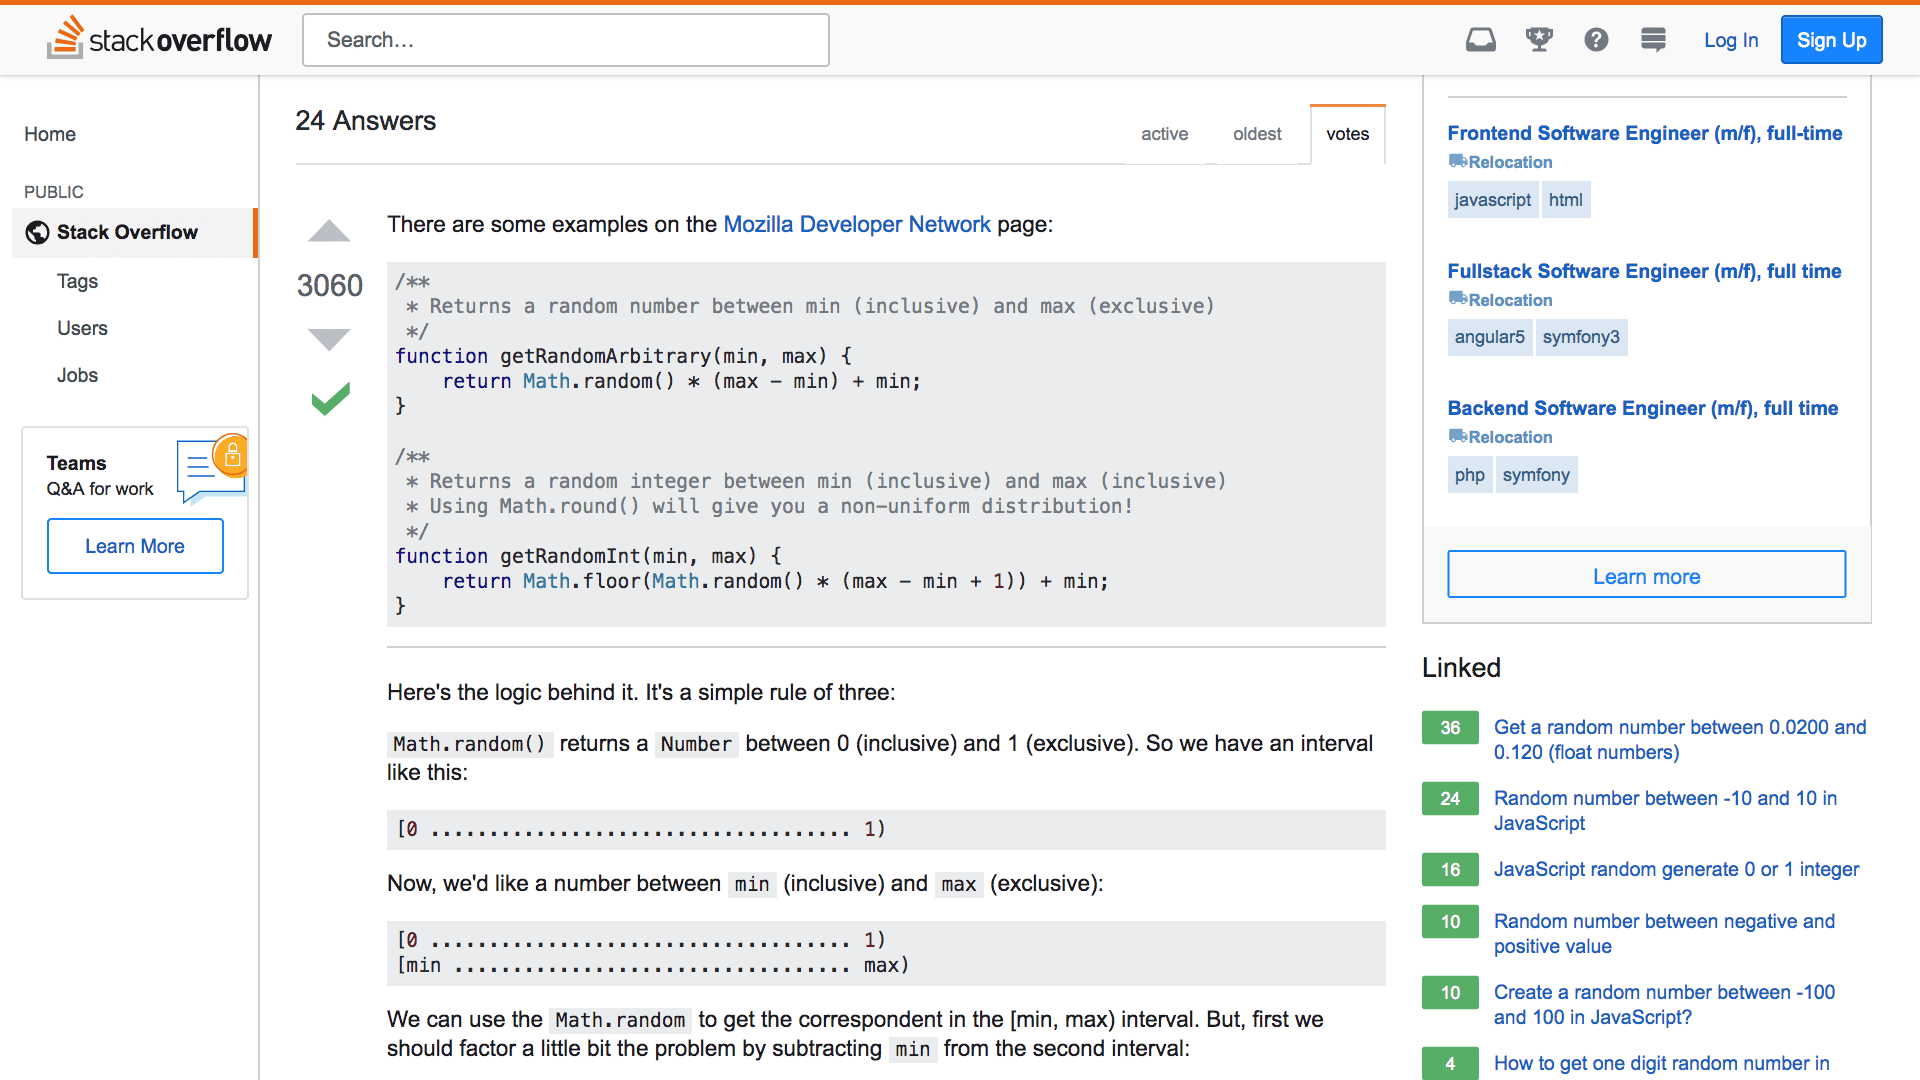 stackoverflow
Search…
Log In
Sign Up
Home
PUBLIC
Stack Overflow
Tags
Users
Jobs
Teams
Q&A for work
Learn More
24 Answers
active
oldest
votes
3060
There are some examples on the Mozilla Developer Network page:
/**
 * Returns a random number between min (inclusive) and max (exclusive)
 */
function getRandomArbitrary(min, max) {
    return Math.random() * (max - min) + min;
}
/**
 * Returns a random integer between min (inclusive) and max (inclusive)
 * Using Math.round() will give you a non-uniform distribution!
 */
function getRandomInt(min, max) {
    return Math.floor(Math.random() * (max - min + 1)) + min;
}
Here's the logic behind it. It's a simple rule of three:
Math.random() returns a Number between 0 (inclusive) and 1 (exclusive). So we have an interval
like this:
[0 .................................... 1)
Now, we'd like a number between min (inclusive) and max (exclusive):
[0 .................................... 1)
[min .................................. max)
We can use the Math.random to get the correspondent in the [min, max) interval. But, first we
should factor a little bit the problem by subtracting min from the second interval:
Frontend Software Engineer (m/f), full-time
Relocation
javascript html
Fullstack Software Engineer (m/f), full time
Relocation
angular5 symfony3
Backend Software Engineer (m/f), full time
Relocation
php symfony
Learn more
Linked
36 Get a random number between 0.0200 and
0.120 (float numbers)
24 Random number between -10 and 10 in
JavaScript
16 JavaScript random generate 0 or 1 integer
10 Random number between negative and
positive value
10 Create a random number between -100
and 100 in JavaScript?
4 How to get one digit random number in